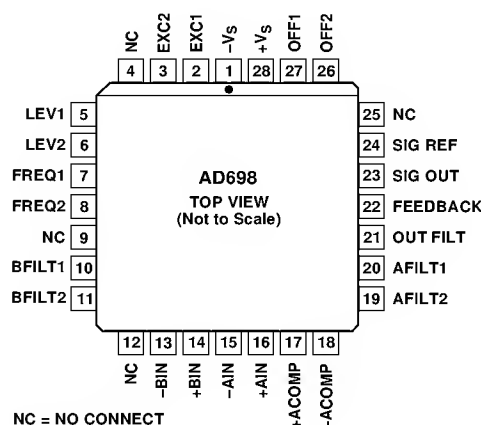 NC EXC2 EXC1 –VS +VS OFF1 OFF2
4 3 2 1 28 27 26
LEV1 5
LEV2 6
FREQ1 7
FREQ2 8
NC 9
BFILT1 10
BFILT2 11
AD698
TOP VIEW
(Not to Scale)
25 NC
24 SIG REF
23 SIG OUT
22 FEEDBACK
21 OUT FILT
20 AFILT1
19 AFILT2
12 13 14 15 16 17 18
NC –BIN +BIN –AIN +AIN +ACOMP –ACOMP
NC = NO CONNECT